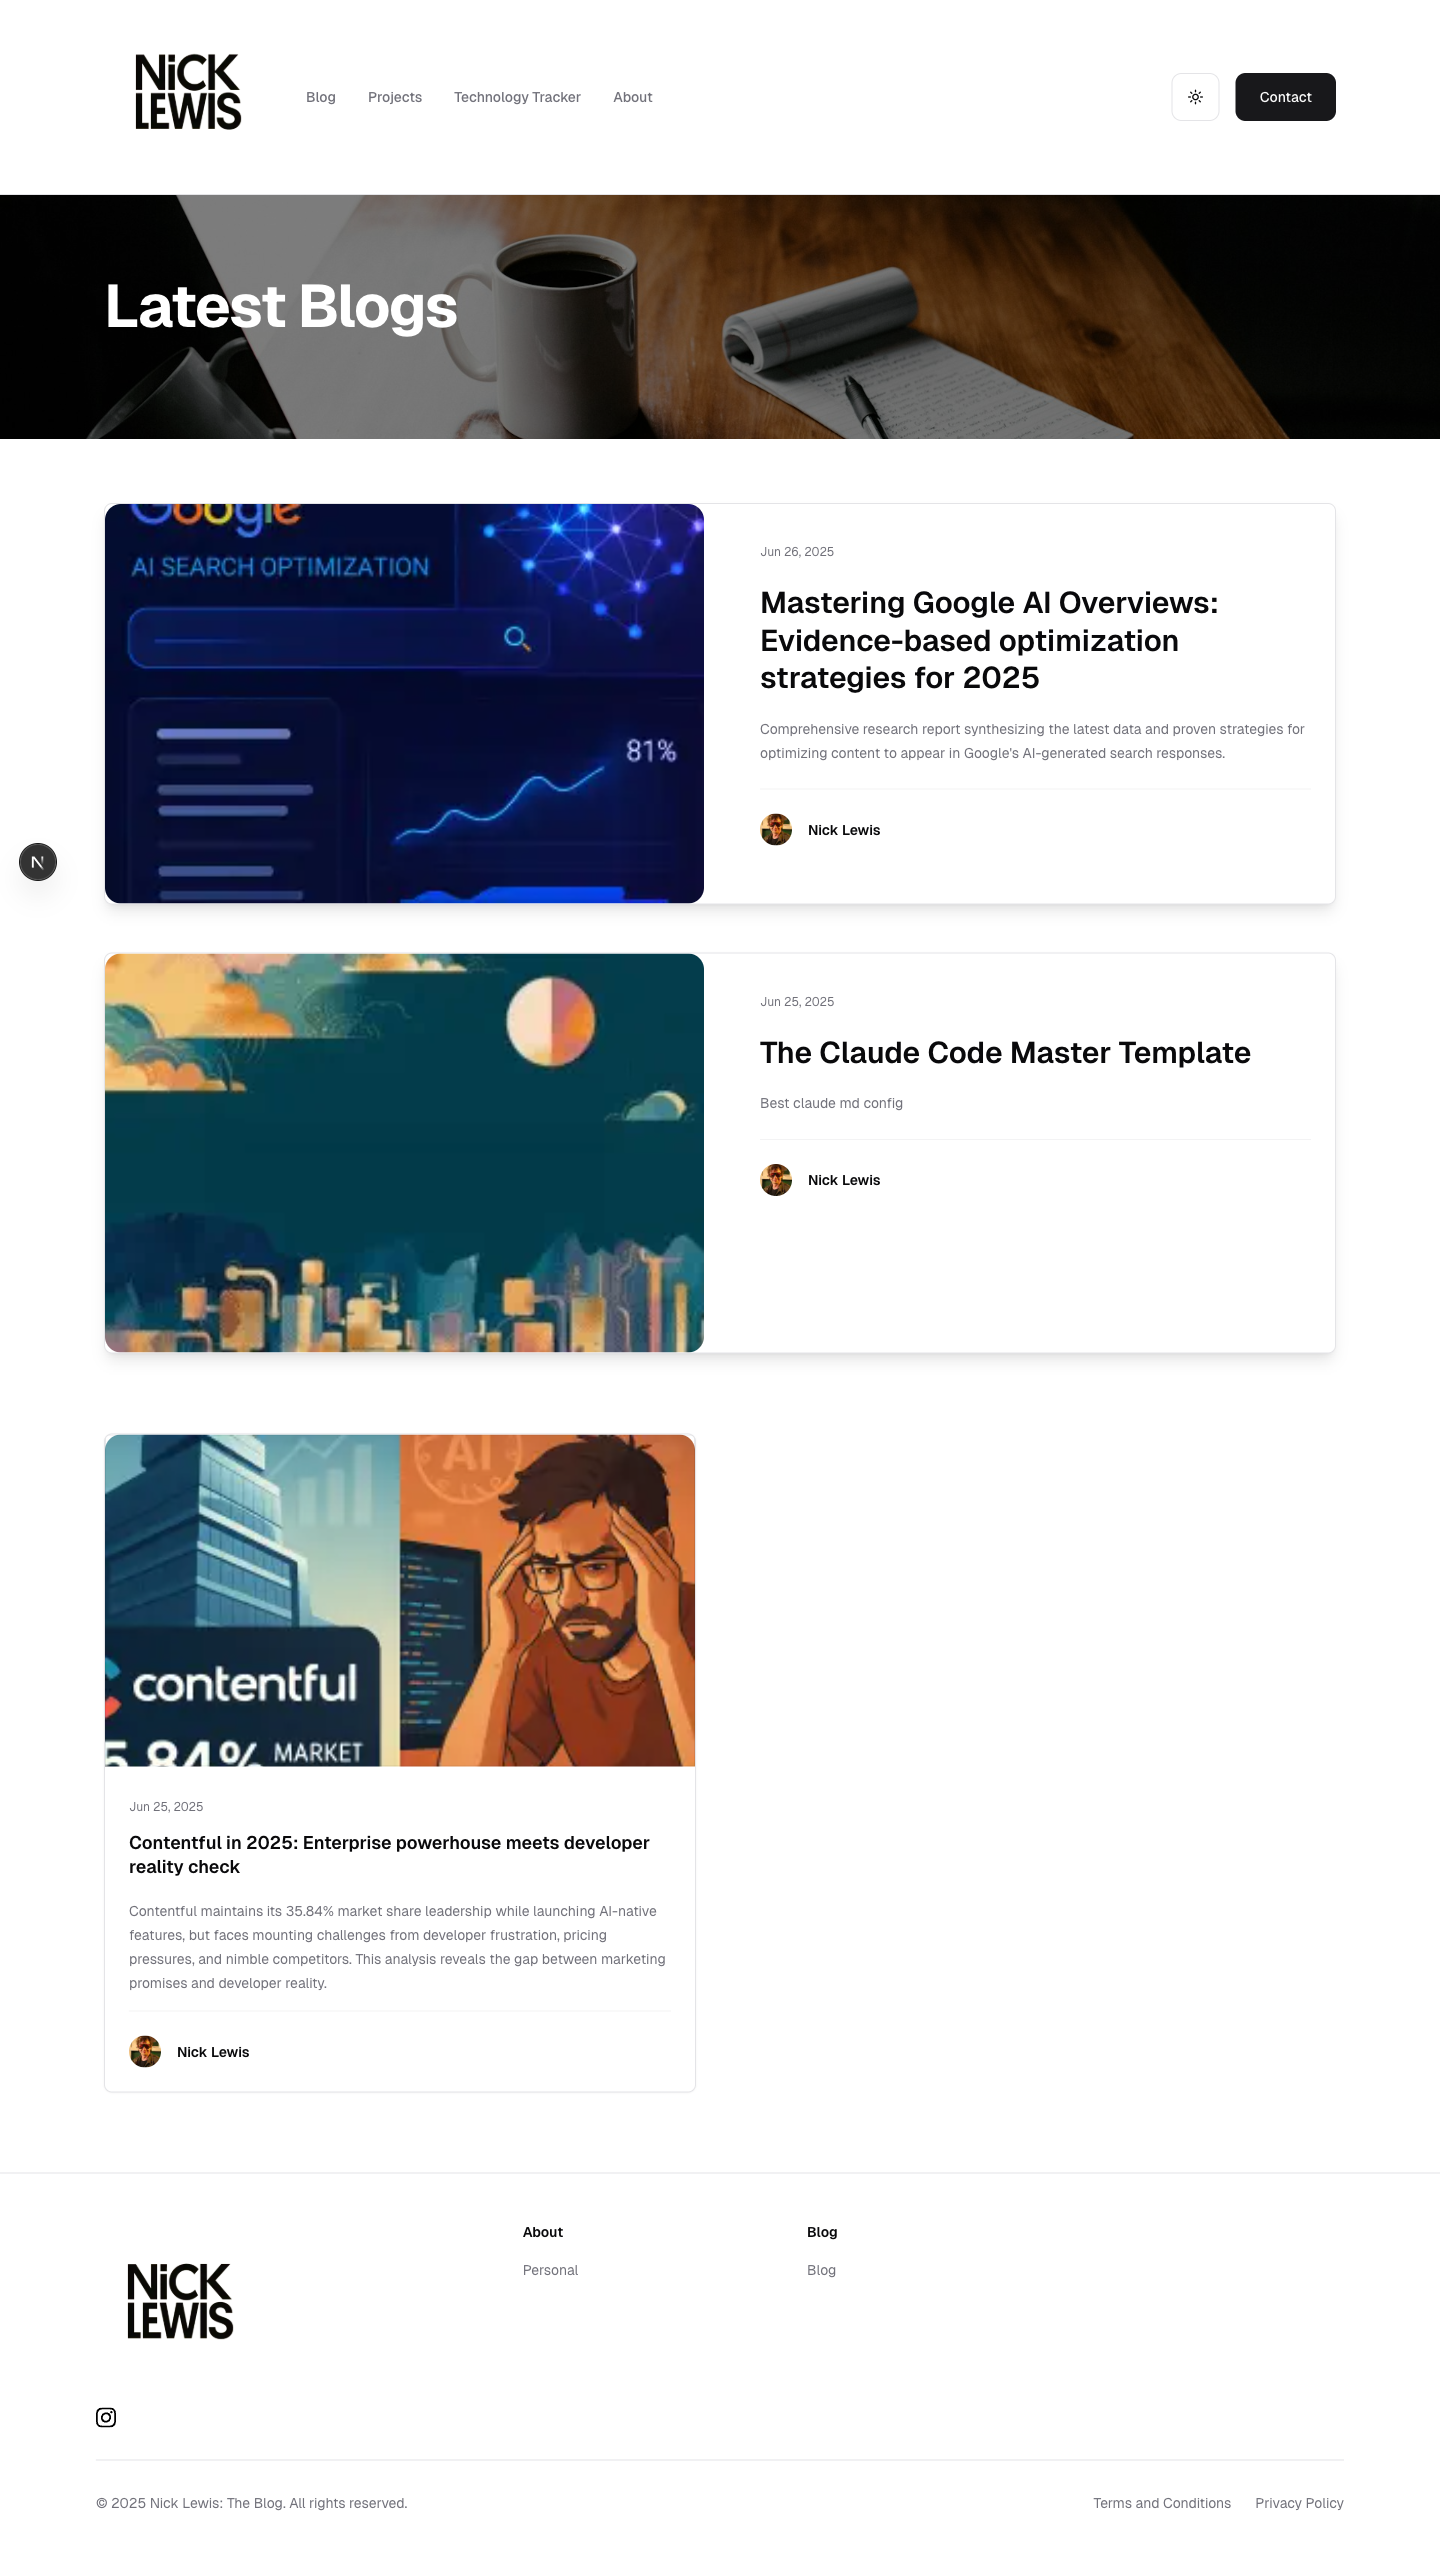 NiCK
LEWIS
Blog
Projects
Technology Tracker
About
Contact
Latest Blogs
Google
AI SEARCH OPTIMIZATION
81%
Jun 26, 2025
Mastering Google AI Overviews:
Evidence-based optimization
strategies for 2025
Comprehensive research report synthesizing the latest data and proven strategies for
optimizing content to appear in Google's AI-generated search responses.
Nick Lewis
N
Jun 25, 2025
The Claude Code Master Template
Best claude md config
Nick Lewis
AI
contentful
5.84% MARKET
Jun 25, 2025
Contentful in 2025: Enterprise powerhouse meets developer
reality check
Contentful maintains its 35.84% market share leadership while launching AI-native
features, but faces mounting challenges from developer frustration, pricing
pressures, and nimble competitors. This analysis reveals the gap between marketing
promises and developer reality.
Nick Lewis
NiCK
LEWIS
About
Personal
Blog
Blog
© 2025 Nick Lewis: The Blog. All rights reserved.
Terms and Conditions
Privacy Policy